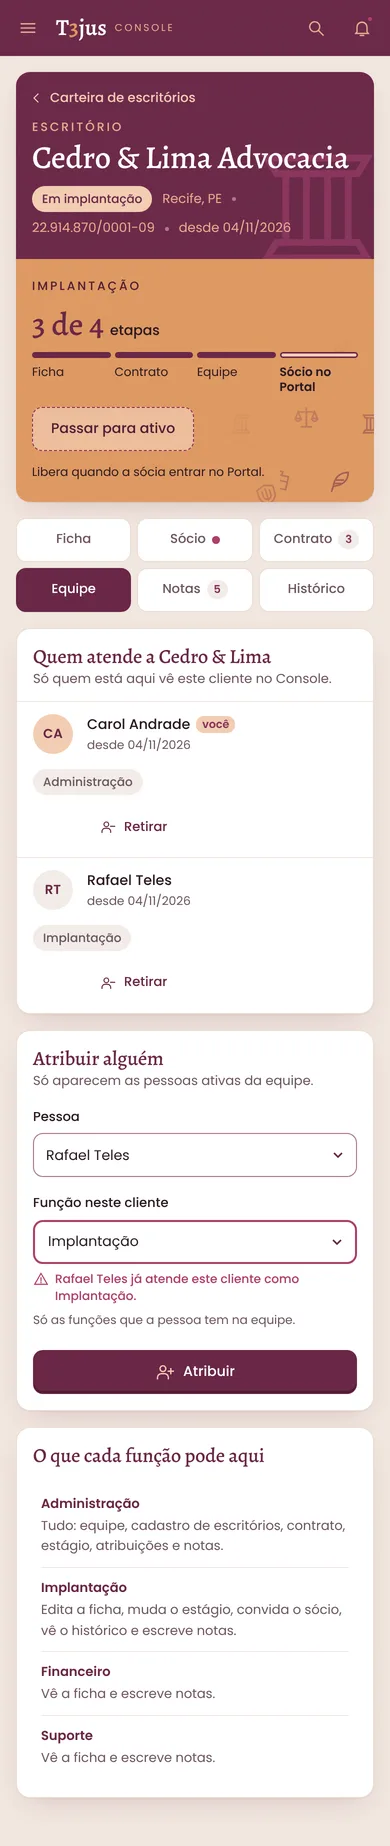 T3jus CONSOLE
Carteira de escritórios
ESCRITÓRIO
Cedro & Lima Advocacia
Em implantação Recife, PE •
22.914.870/0001-09 • desde 04/11/2026
IMPLANTAÇÃO
3 de 4 etapas
Ficha Contrato Equipe Sócio no
Portal
Passar para ativo
Libera quando a sócia entrar no Portal.
Ficha Sócio Contrato 3
Equipe Notas 5 Histórico
Quem atende a Cedro & Lima
Só quem está aqui vê este cliente no Console.
CA Carol Andrade você
desde 04/11/2026
Administração
Retirar
RT Rafael Teles
desde 04/11/2026
Implantação
Retirar
Atribuir alguém
Só aparecem as pessoas ativas da equipe.
Pessoa
Rafael Teles
Função neste cliente
Implantação
Rafael Teles já atende este cliente como
Implantação.
Só as funções que a pessoa tem na equipe.
Atribuir
O que cada função pode aqui
Administração
Tudo: equipe, cadastro de escritórios, contrato,
estágio, atribuições e notas.
Implantação
Edita a ficha, muda o estágio, convida o sócio,
vê o histórico e escreve notas.
Financeiro
Vê a ficha e escreve notas.
Suporte
Vê a ficha e escreve notas.